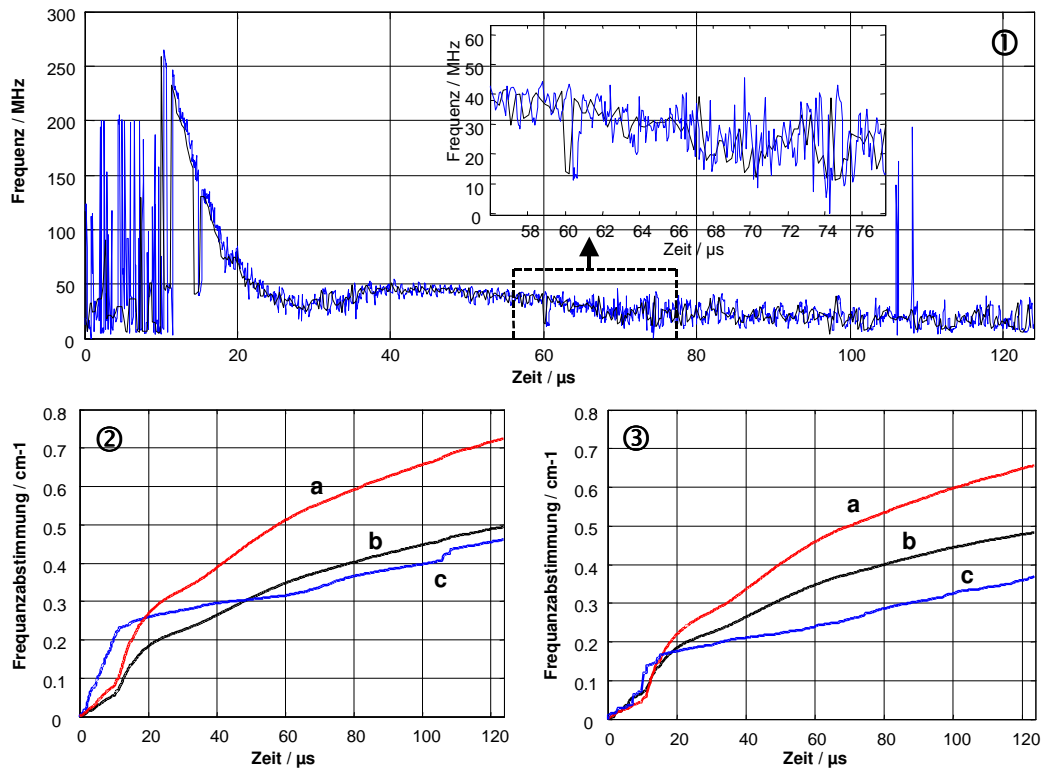 ①
Frequenz / MHz
300
250
200
150
100
50
0
0 20 40 60 80 100 120
Zeit / µs
Frequenz / MHz
60
50
40
30
20
10
0
58 60 62 64 66 68 70 72 74 76
Zeit / µs
②
Frequanzabstimmung / cm-1
0.8
0.7
0.6
0.5
0.4
0.3
0.2
0.1
0
a
b
c
0 20 40 60 80 100 120
Zeit / µs
③
Frequanzabstimmung / cm-1
0.8
0.7
0.6
0.5
0.4
0.3
0.2
0.1
0
a
b
c
0 20 40 60 80 100 120
Zeit / µs